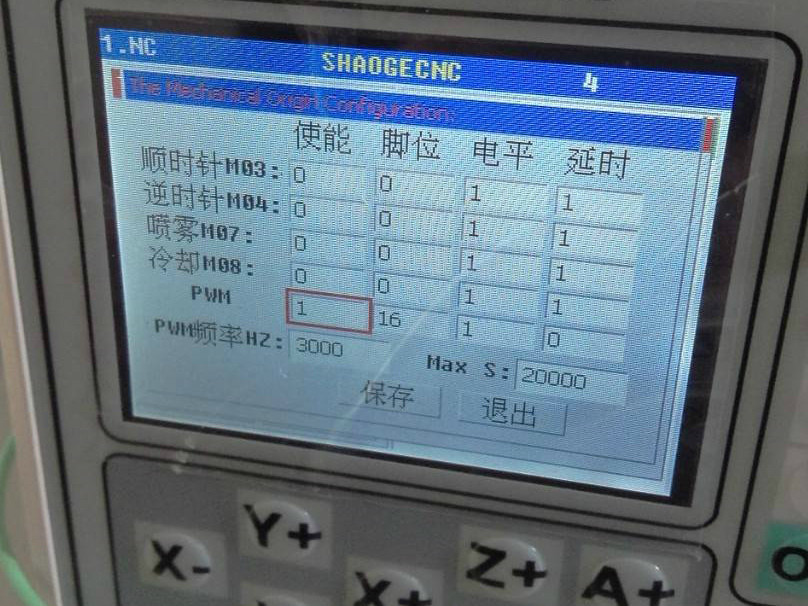 1.NC
SHAOGECNC 4
The Mechanical Origin Configuration:
使能 脚位 电平 延时
顺时针M03: 0 0 1 1
逆时针M04: 0 0 1 1
喷雾M07: 0 0 1 1
冷却M08: 0 0 1 1
PWM 1 16 1 0
PWM频率HZ: 3000 Max S: 20000
保存 退出
Y+
X- Z+
X+ A+